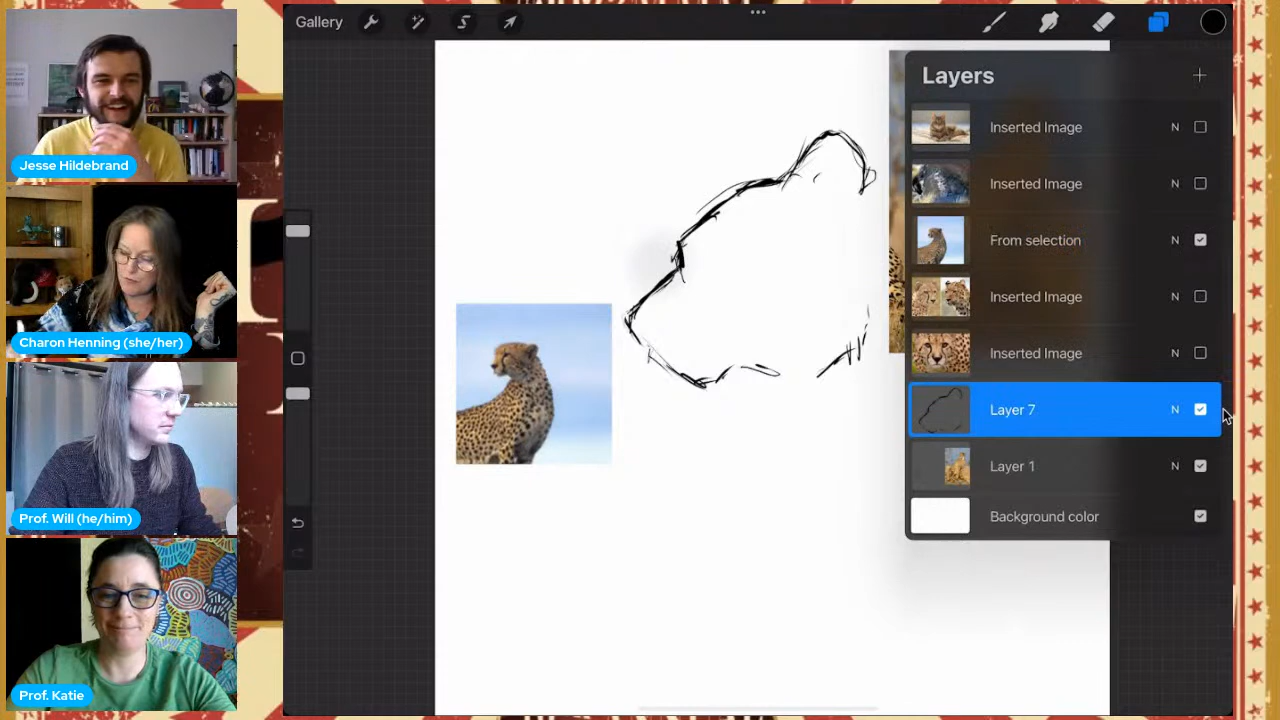 Jesse Hildebrand
Charon Henning (she/her)
Prof. Will (he/him)
Prof. Katie
Gallery
Layers
Inserted Image N
Inserted Image N
From selection N
Inserted Image N
Inserted Image N
Layer 7 N
Layer 1 N
Background color